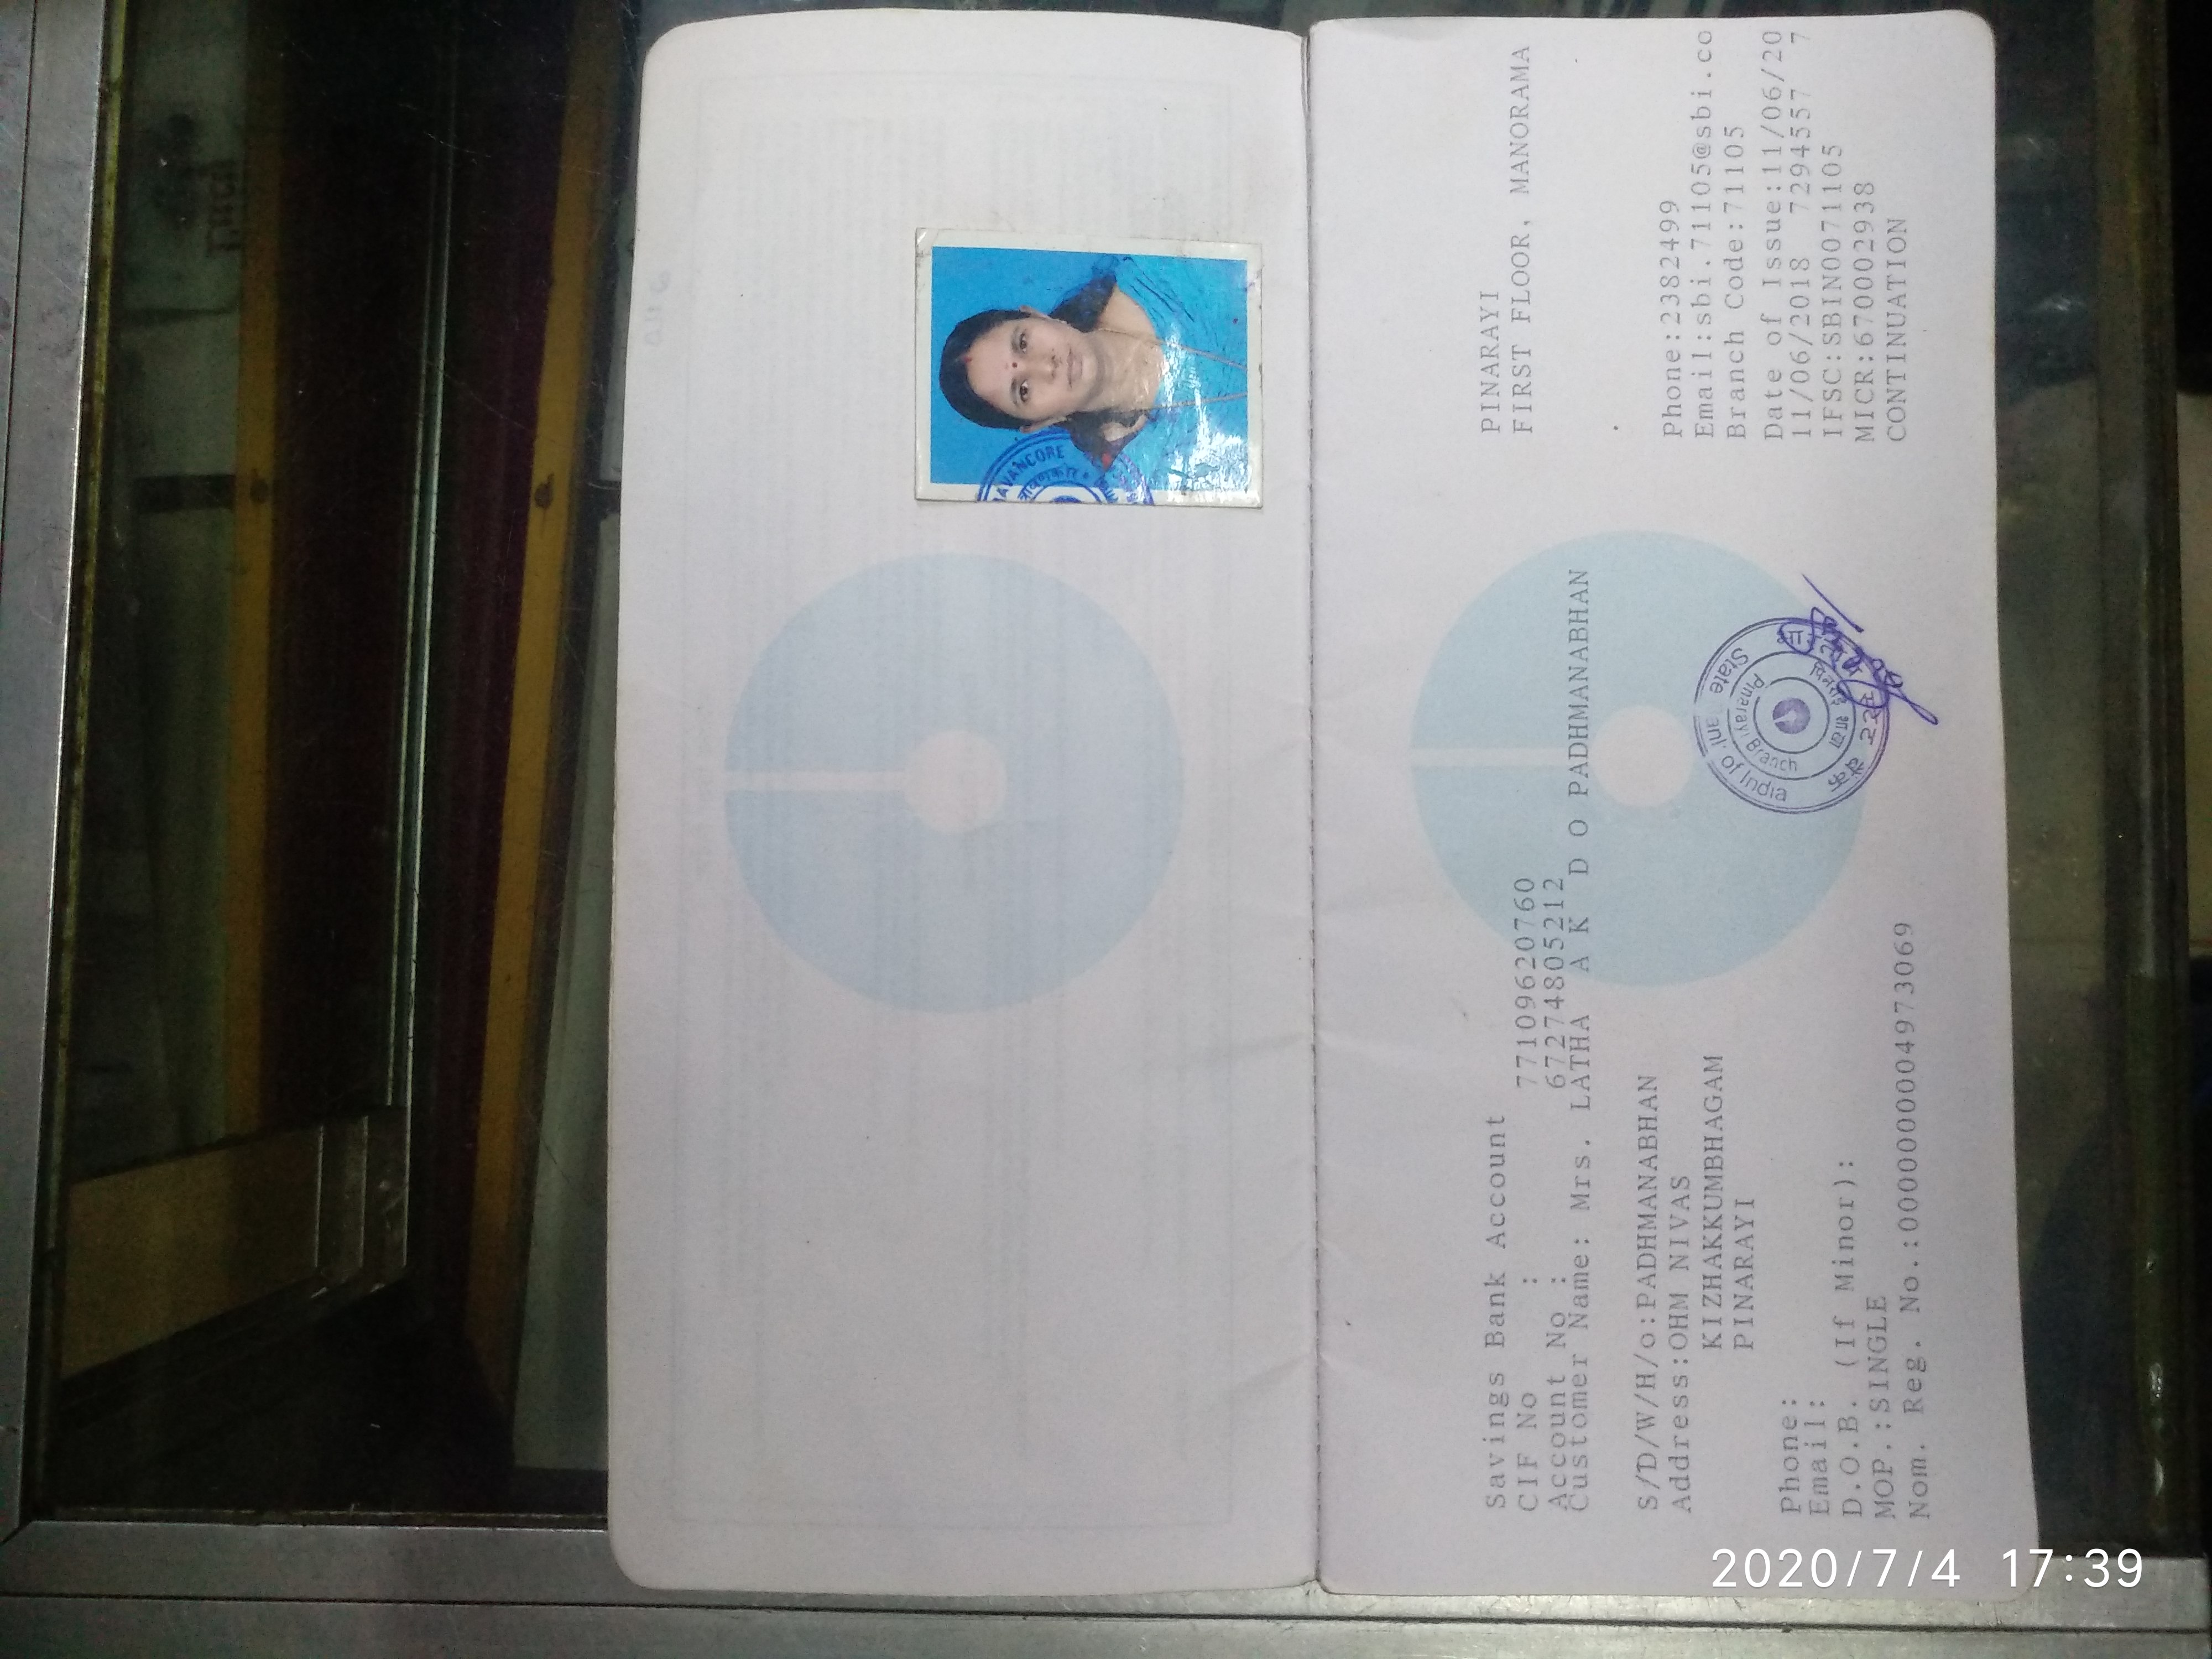 Savings Bank Account
CIF No : 77109620760
Account No : 67274805212
Customer Name: Mrs. LATHA A K D O PADHMANABHAN
S/D/W/H/o:PADHMANABHAN
Address:OHM NIVAS
KIZHAKKUMBHAGAM
PINARAYI
Phone:
Email:
D.O.B. (If Minor):
MOP.:SINGLE
Nom. Reg. No.:0000000004973069
PINARAYI
FIRST FLOOR, MANORAMA
Phone:2382499
Email:sbi.71105@sbi.co
Branch Code:71105
Date of Issue:11/06/20
11/06/2018 7294557 7
IFSC:SBIN0071105
MICR:670002938
CONTINUATION
State of India
Pinarayi Branch
AVANCORE
2020/7/4 17:39